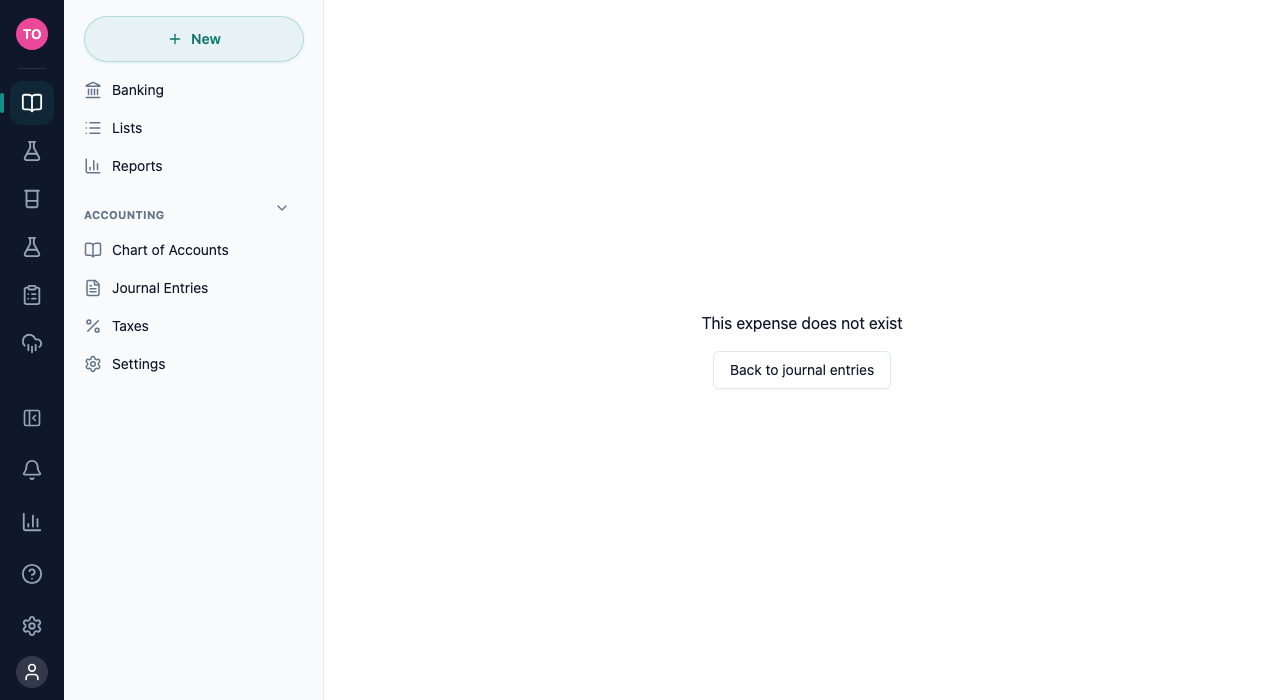 TO
New
Banking
Lists
Reports
ACCOUNTING
Chart of Accounts
Journal Entries
Taxes
Settings
This expense does not exist
Back to journal entries